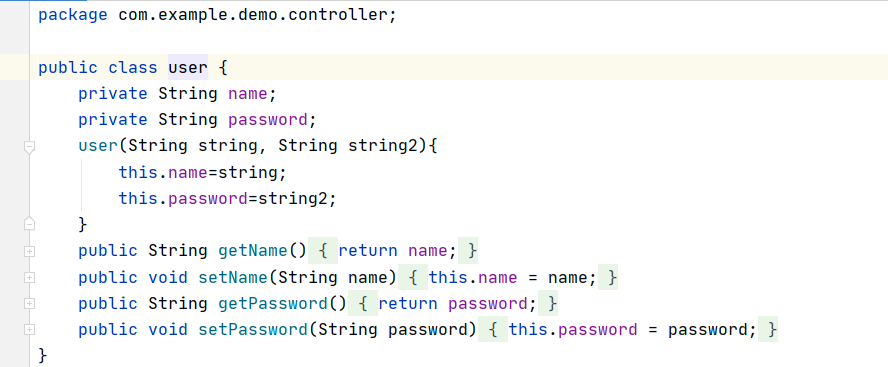 package com.example.demo.controller;
public class user {
private String name;
private String password;
user(String string, String string2){
this.name=string;
this.password=string2;
}
public String getName() { return name; }
public void setName(String name) { this.name = name; }
public String getPassword() { return password; }
public void setPassword(String password) { this.password = password; }
}